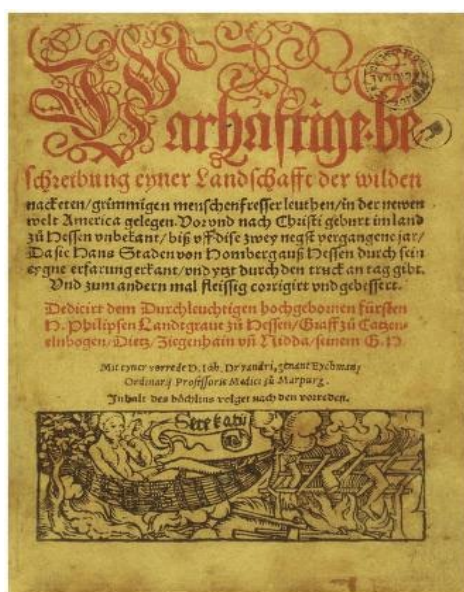 Warhaftige be
schreibung eyner Landschafft der wilden
nacketen/grimmigen menschenfresser leuthen/in der newen
welt America gelegen. Vor vnd nach Christi geburt im land
zů Hessen vnbekant/biß vff dise zwey negst vergangene jar/
Da sie Hans Staden von Homberg auß Hessen durch sein
eygne erfarung erkant/vnd ytzt durch den truck an tag gibt.
Vnd zum andern mal fleissig corrigirt vnd gebessert.
Dedicirt dem Durchleuchtigen hochgebornen fürsten
H. Philipsen Landtgraue zů Hessen/Graff zů Catzen-
elnbogen/Dietz/Ziegenhain vñ Nidda/seinem G. H.
Mit eyner vorrede D. Joh. Dryandri, genant Eychman/
Ordinarij Professoris Medici zů Marpurg.
Inhalt des bůchlins volget nach den vorreden.
Setzkatu